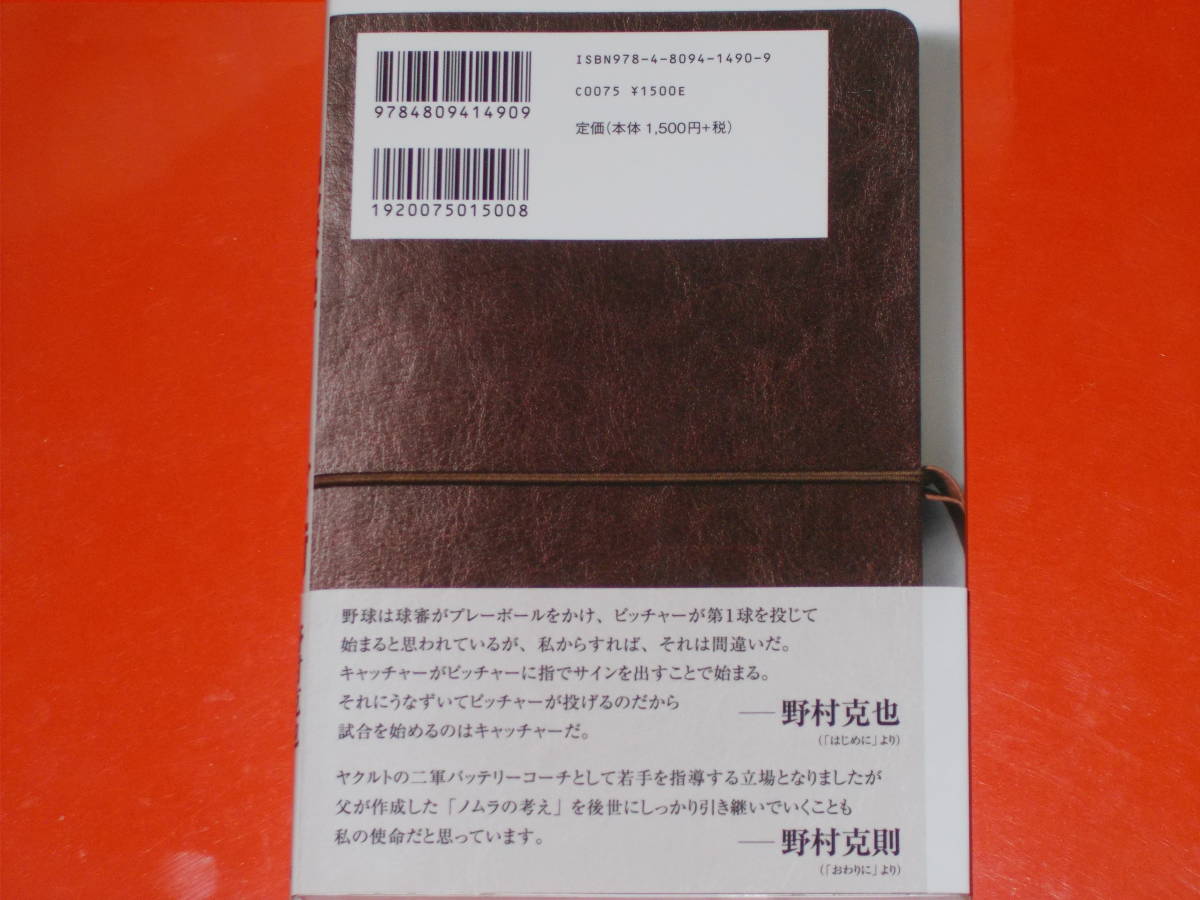 ISBN978-4-8094-1490-9
C0075 ¥1500E
定価(本体1,500円+税)
9784809414909
1920075015008
野球は球審がプレーボールをかけ、ピッチャーが第1球を投じて
始まると思われているが、私からすれば、それは間違いだ。
キャッチャーがピッチャーに指でサインを出すことで始まる。
それにうなずいてピッチャーが投げるのだから
試合を始めるのはキャッチャーだ。
――野村克也
(「はじめに」より)
ヤクルトの二軍バッテリーコーチとして若手を指導する立場となりましたが
父が作成した「ノムラの考え」を後世にしっかり引き継いでいくことも
私の使命だと思っています。
――野村克則
(「おわりに」より)